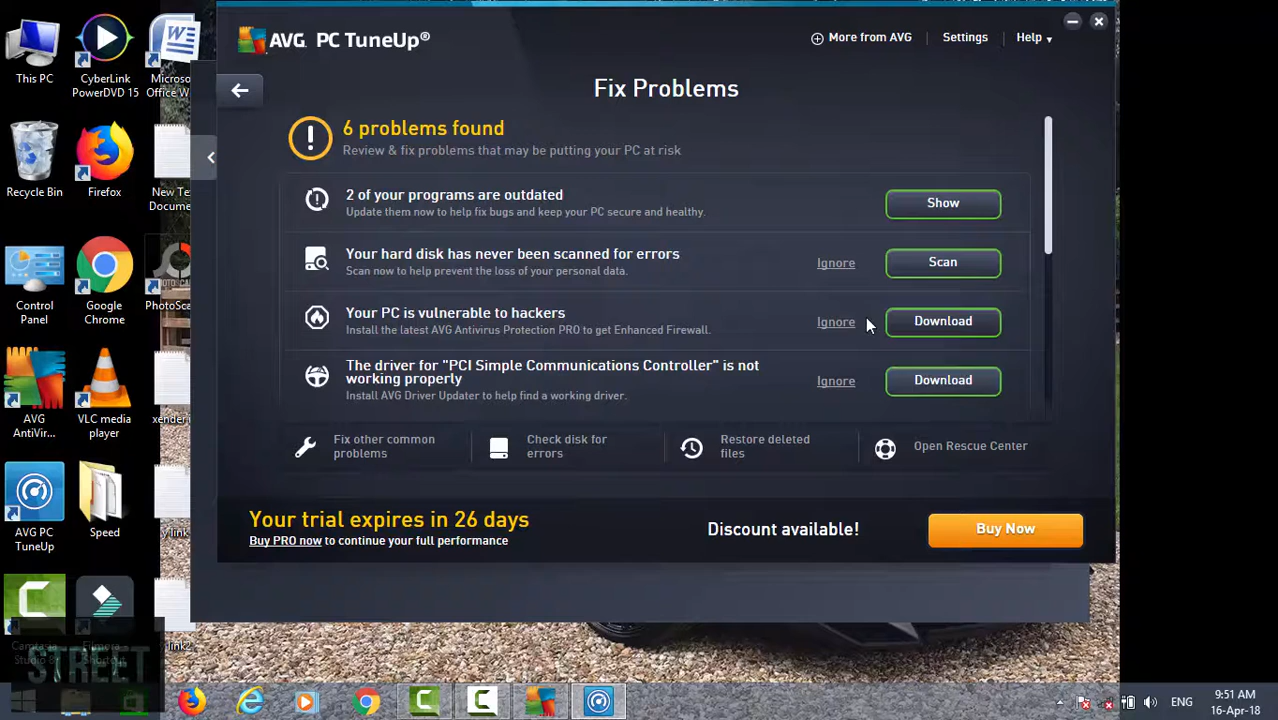 AVG. PC TuneUp®
More from AVG
Settings
Help
Fix Problems
6 problems found
Review & fix problems that may be putting your PC at risk
2 of your programs are outdated
Update them now to help fix bugs and keep your PC secure and healthy.
Show
Your hard disk has never been scanned for errors
Scan now to help prevent the loss of your personal data.
Ignore
Scan
Your PC is vulnerable to hackers
Install the latest AVG Antivirus Protection PRO to get Enhanced Firewall.
Ignore
Download
The driver for "PCI Simple Communications Controller" is not
working properly
Install AVG Driver Updater to help find a working driver.
Ignore
Download
Fix other common
problems
Check disk for
errors
Restore deleted
files
Open Rescue Center
Your trial expires in 26 days
Buy PRO now to continue your full performance
Discount available!
Buy Now
This PC
CyberLink
PowerDVD 15
Microso
Office W
Recycle Bin
Firefox
New Te
Docume
Control
Panel
Google
Chrome
PhotoSca
AVG
AntiVir...
VLC media
player
xender
AVG PC
TuneUp
Speed
y link
Camtasia
Studio 8
Filmora
Shortcut
link2
STREET
ENG
9:51 AM
16-Apr-18